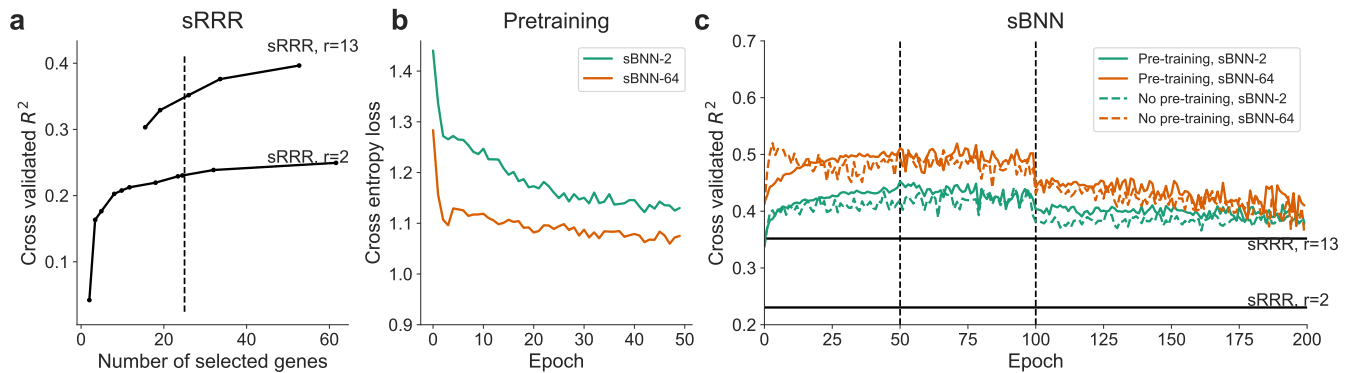 a
sRRR
sRRR, r=13
sRRR, r=2
0.4
0.3
0.2
0.1
Cross validated R²
0
20
40
60
Number of selected genes
b
Pretraining
sBNN-2
sBNN-64
1.4
1.3
1.2
1.1
1.0
0.9
Cross entropy loss
0
10
20
30
40
50
Epoch
c
sBNN
Pre-training, sBNN-2
Pre-training, sBNN-64
No pre-training, sBNN-2
No pre-training, sBNN-64
0.7
0.6
0.5
0.4
0.3
0.2
Cross validated R²
sRRR, r=13
sRRR, r=2
0
25
50
75
100
125
150
175
200
Epoch